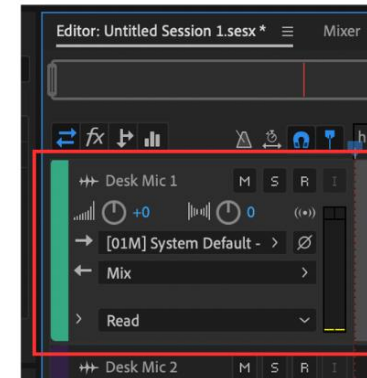 Editor: Untitled Session 1.sesx * Mixer
fx
Desk Mic 1 M S R I
+0 0
[01M] System Default -
Mix
Read
Desk Mic 2 M S R I